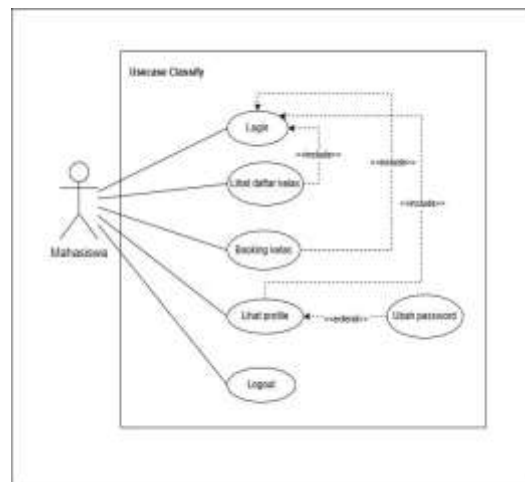 Usecase Classify
Login
<<include>>
Lihat daftar kelas
<<include>>
<<include>>
Mahasiswa
Booking kelas
Lihat profile
<<extend>>
Ubah password
Logout